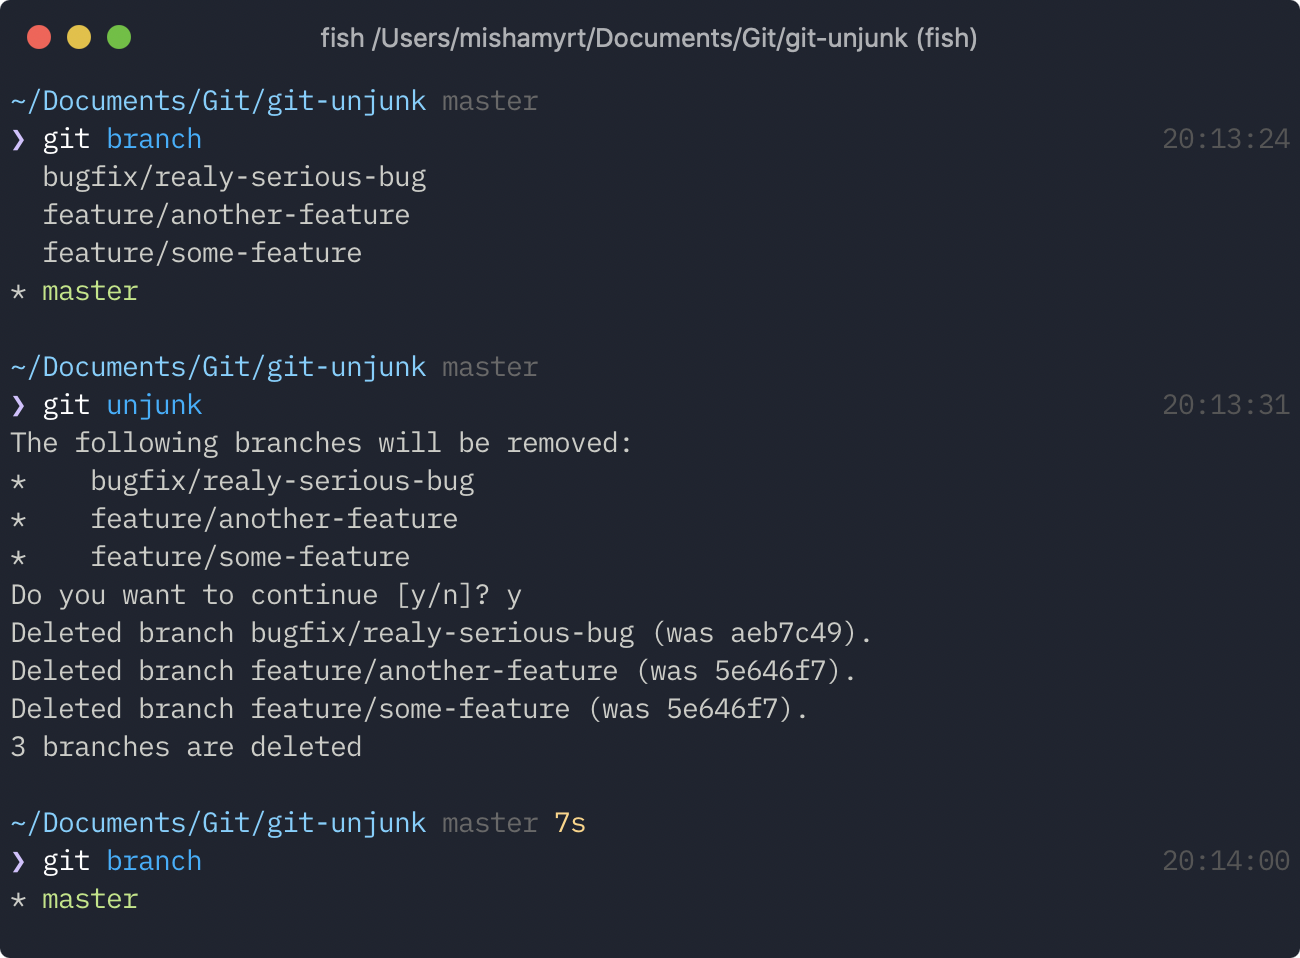 fish /Users/mishamyrt/Documents/Git/git-unjunk (fish)
~/Documents/Git/git-unjunk master
❯ git branch 20:13:24
bugfix/realy-serious-bug
feature/another-feature
feature/some-feature
* master
~/Documents/Git/git-unjunk master
❯ git unjunk 20:13:31
The following branches will be removed:
* bugfix/realy-serious-bug
* feature/another-feature
* feature/some-feature
Do you want to continue [y/n]? y
Deleted branch bugfix/realy-serious-bug (was aeb7c49).
Deleted branch feature/another-feature (was 5e646f7).
Deleted branch feature/some-feature (was 5e646f7).
3 branches are deleted
~/Documents/Git/git-unjunk master 7s
❯ git branch 20:14:00
* master